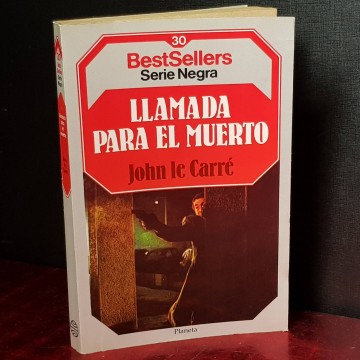 30
BestSellers
Serie Negra
LLAMADA
PARA EL MUERTO
John le Carré
Planeta